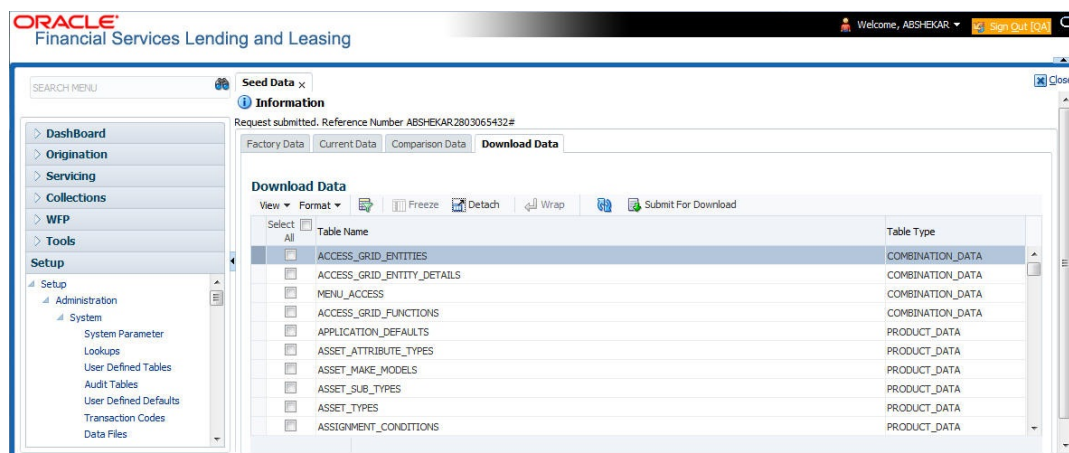 ORACLE
Financial Services Lending and Leasing
Welcome, ABSHEKAR
Sign Out [QA]
SEARCH MENU
Seed Data x
Information
Request submitted. Reference Number ABSHEKAR2803065432#
DashBoard
Origination
Servicing
Collections
WFP
Tools
Setup
Setup
Administration
System
System Parameter
Lookups
User Defined Tables
Audit Tables
User Defined Defaults
Transaction Codes
Data Files
Factory Data Current Data Comparison Data Download Data
Download Data
View Format Freeze Detach Wrap Submit For Download
Select All Table Name Table Type
ACCESS_GRID_ENTITIES COMBINATION_DATA
ACCESS_GRID_ENTITY_DETAILS COMBINATION_DATA
MENU_ACCESS COMBINATION_DATA
ACCESS_GRID_FUNCTIONS COMBINATION_DATA
APPLICATION_DEFAULTS PRODUCT_DATA
ASSET_ATTRIBUTE_TYPES PRODUCT_DATA
ASSET_MAKE_MODELS PRODUCT_DATA
ASSET_SUB_TYPES PRODUCT_DATA
ASSET_TYPES PRODUCT_DATA
ASSIGNMENT_CONDITIONS PRODUCT_DATA